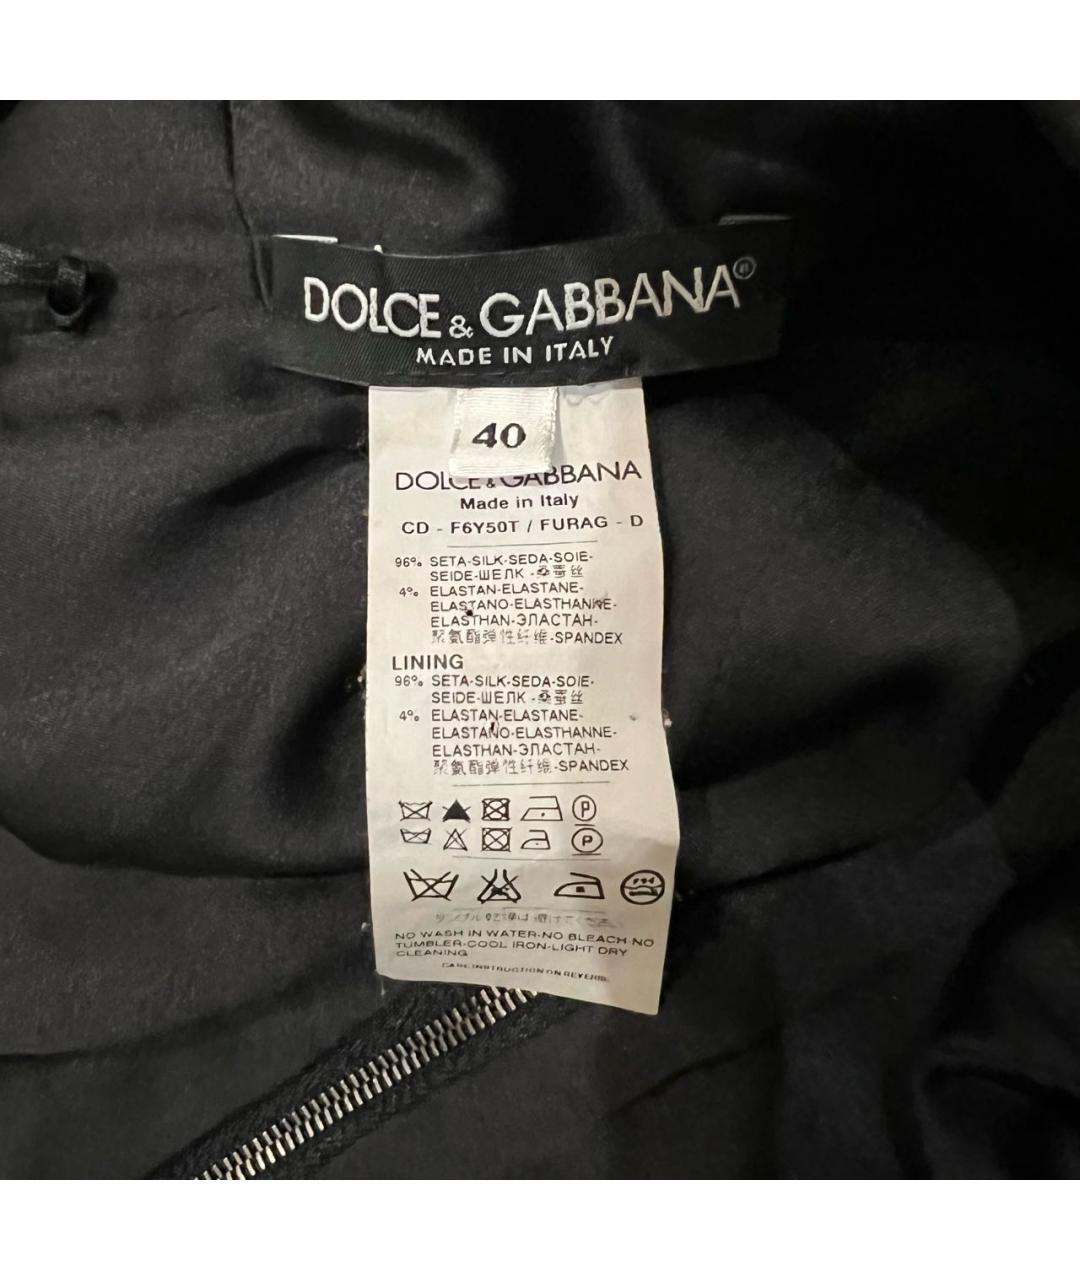 DOLCE & GABBANA®
MADE IN ITALY
40
DOLCE & GABBANA
Made in Italy
CD - F6Y50T / FURAG - D
96% SETA-SILK-SEDA-SOIE-
SEIDE-ШЕЛК -桑蚕丝
4% ELASTAN-ELASTANE-
ELASTANO-ELASTHANNE-
ELASTHAN-ЭЛАСТАН-
聚氨酯弹性纤维-SPANDEX
LINING
96% SETA-SILK-SEDA-SOIE-
SEIDE-ШЕЛК -桑蚕丝
4% ELASTAN-ELASTANE-
ELASTANO-ELASTHANNE-
ELASTHAN-ЭЛАСТАН-
聚氨酯弹性纤维-SPANDEX
P
P
NO WASH IN WATER-NO BLEACH-NO
TUMBLER-COOL IRON-LIGHT DRY
CLEANING
CARE INSTRUCTION ON REVERSE